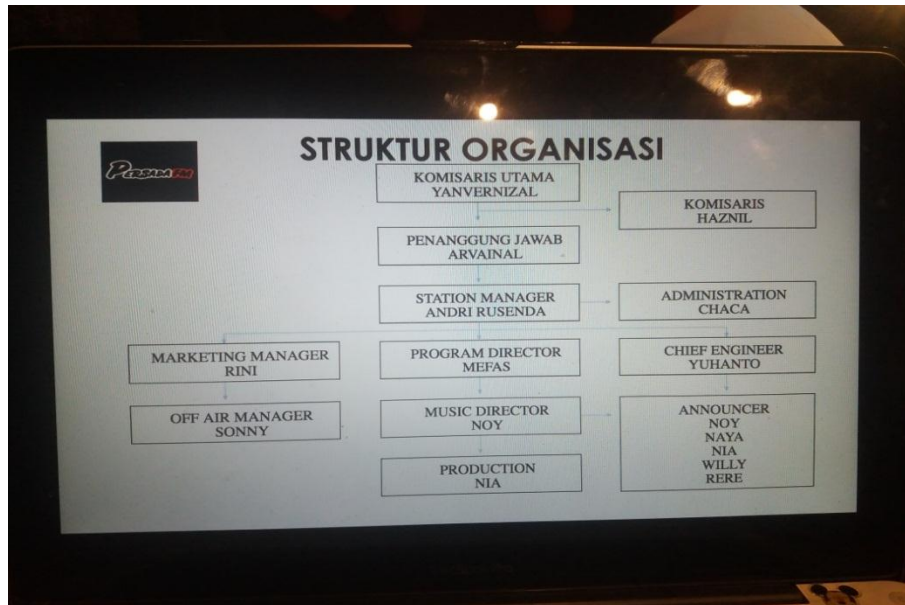 PERSADA FM
STRUKTUR ORGANISASI
KOMISARIS UTAMA
YANVERNIZAL
KOMISARIS
HAZNIL
PENANGGUNG JAWAB
ARVAINAL
STATION MANAGER
ANDRI RUSENDA
ADMINISTRATION
CHACA
MARKETING MANAGER
RINI
PROGRAM DIRECTOR
MEFAS
CHIEF ENGINEER
YUHANTO
OFF AIR MANAGER
SONNY
MUSIC DIRECTOR
NOY
ANNOUNCER
NOY
NAYA
NIA
WILLY
RERE
PRODUCTION
NIA